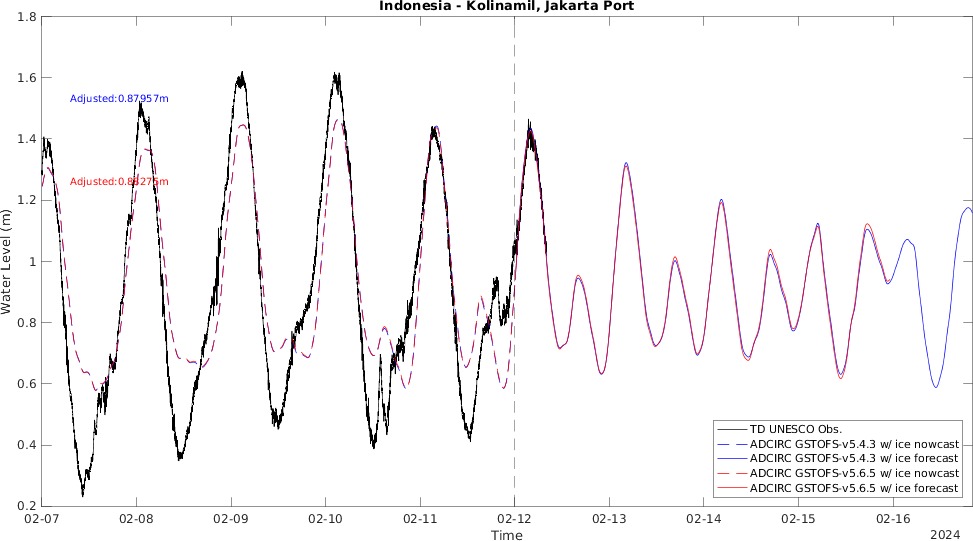 Indonesia - Kolinamil, Jakarta Port
1.8
1.6
1.4
1.2
1
0.8
0.6
0.4
0.2
Water Level (m)
Adjusted:0.87957m
Adjusted:
TD UNESCO Obs.
ADCIRC GSTOFS-v5.4.3 w/ ice nowcast
ADCIRC GSTOFS-v5.4.3 w/ ice forecast
ADCIRC GSTOFS-v5.6.5 w/ ice nowcast
ADCIRC GSTOFS-v5.6.5 w/ ice forecast
02-07 02-08 02-09 02-10 02-11 02-12 02-13 02-14 02-15 02-16
Time
2024